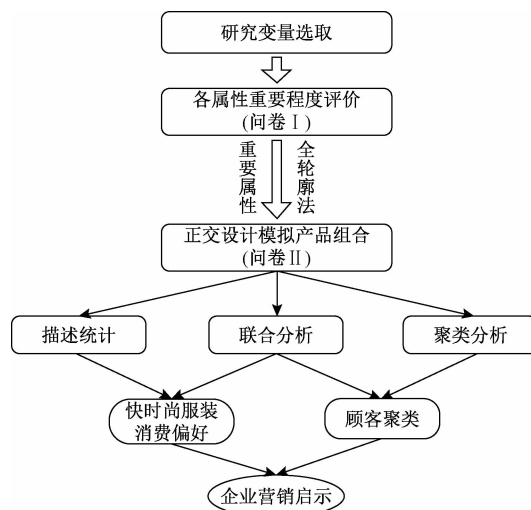 研究变量选取
各属性重要程度评价
(问卷Ⅰ)
重要属性
全轮廓法
正交设计模拟产品组合
(问卷Ⅱ)
描述统计
联合分析
聚类分析
快时尚服装
消费偏好
顾客聚类
企业营销启示